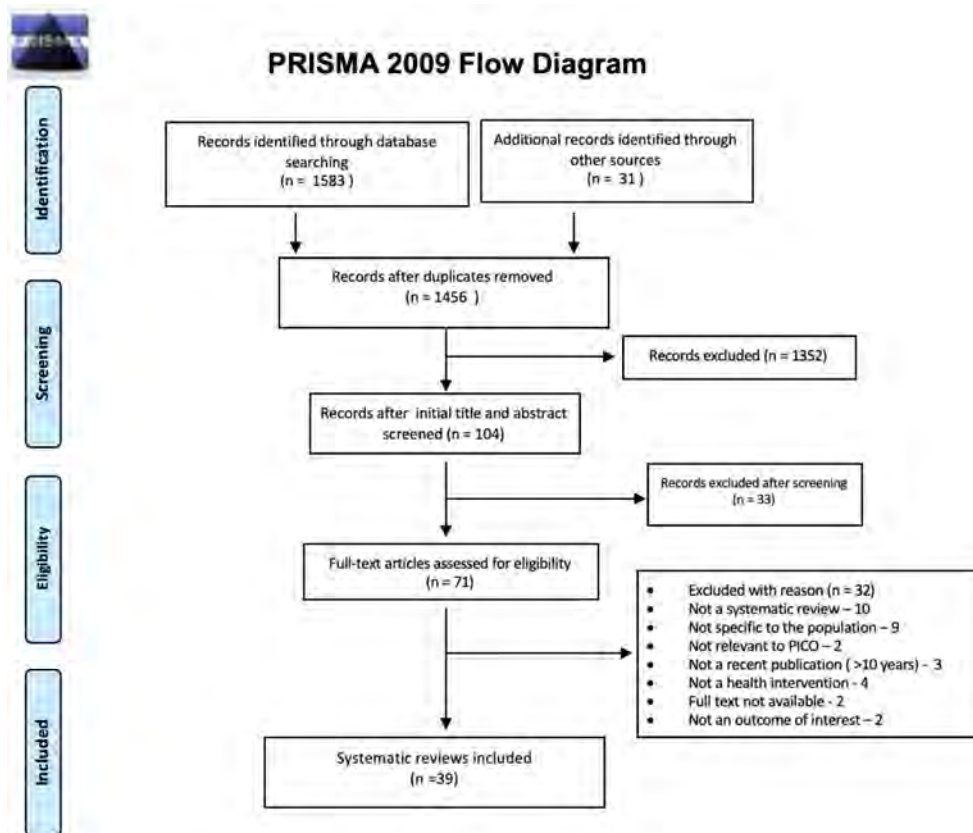 PRISMA 2009 Flow Diagram
Identification
Records identified through database
searching
(n = 1583 )
Additional records identified through
other sources
(n = 31 )
Records after duplicates removed
(n = 1456 )
Screening
Records excluded (n = 1352)
Records after initial title and abstract
screened (n = 104)
Records excluded after screening
(n = 33)
Eligibility
Full-text articles assessed for eligibility
(n = 71)
• Excluded with reason (n = 32)
• Not a systematic review – 10
• Not specific to the population – 9
• Not relevant to PICO – 2
• Not a recent publication ( >10 years) - 3
• Not a health intervention - 4
• Full text not available - 2
• Not an outcome of interest – 2
Included
Systematic reviews included
(n =39)